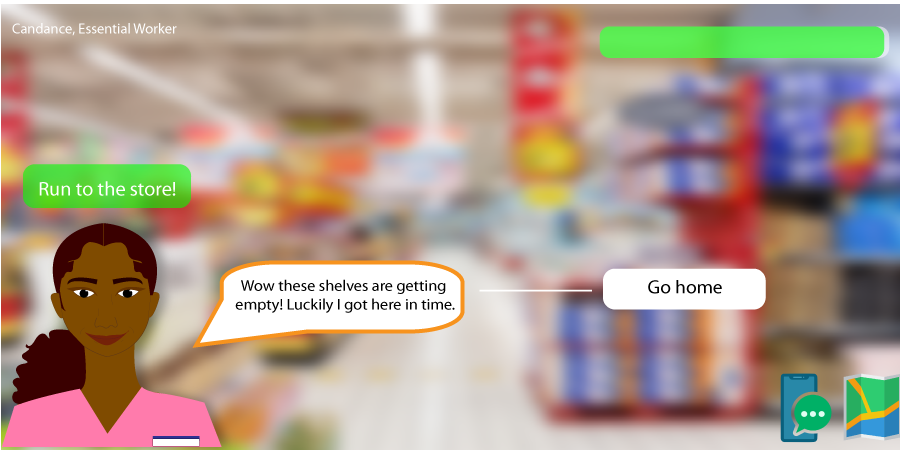 Candance, Essential Worker
Run to the store!
Wow these shelves are getting
empty! Luckily I got here in time.
Go home